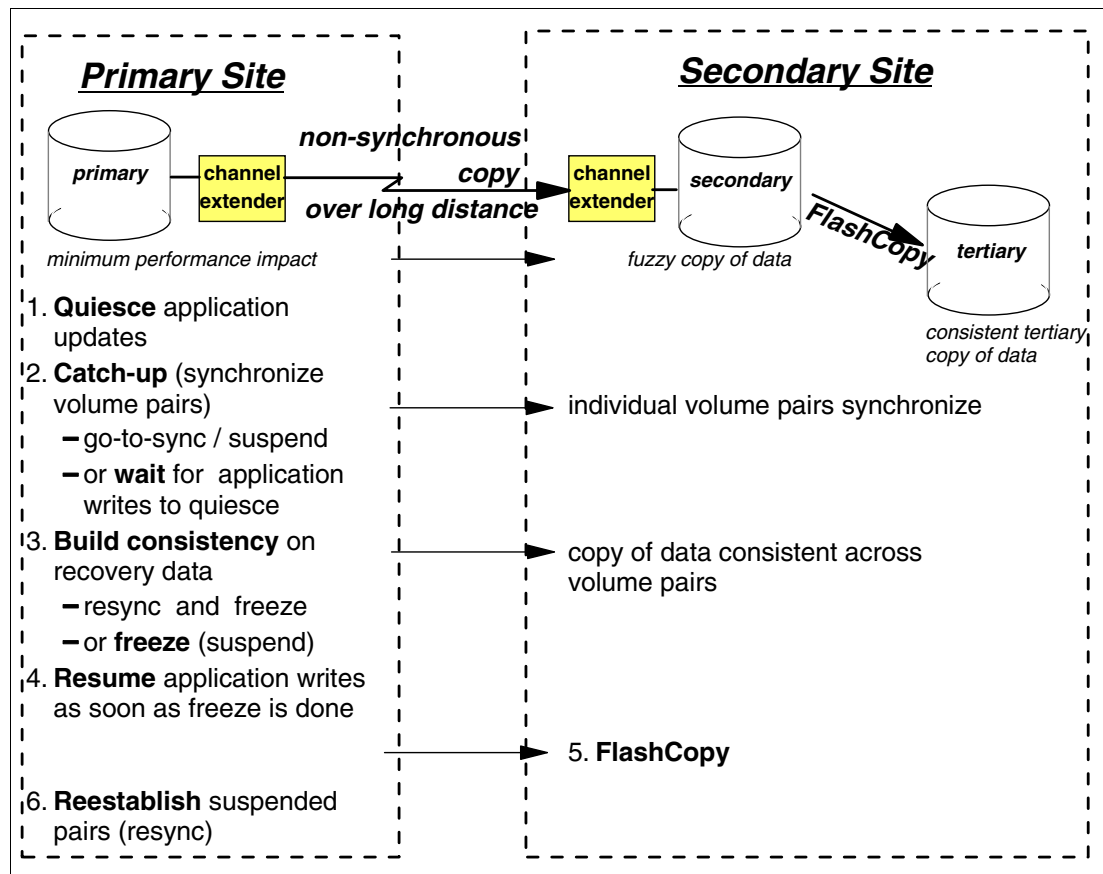 Primary Site
Secondary Site
primary
channel
extender
non-synchronous
copy
over long distance
channel
extender
secondary
FlashCopy
tertiary
minimum performance impact
fuzzy copy of data
consistent tertiary
copy of data
1. Quiesce application
updates
2. Catch-up (synchronize
volume pairs)
– go-to-sync / suspend
– or wait for application
writes to quiesce
individual volume pairs synchronize
3. Build consistency on
recovery data
– resync and freeze
– or freeze (suspend)
copy of data consistent across
volume pairs
4. Resume application writes
as soon as freeze is done
5. FlashCopy
6. Reestablish suspended
pairs (resync)